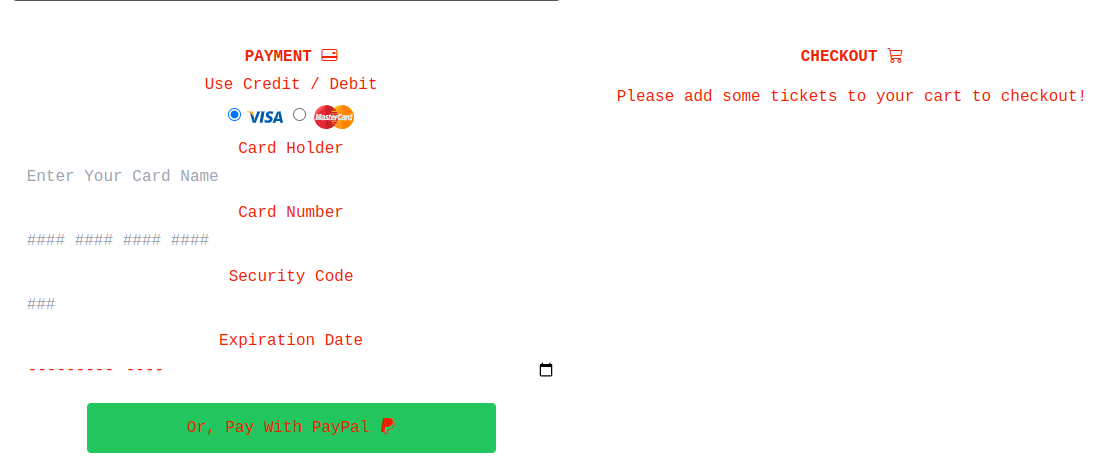 PAYMENT
Use Credit / Debit
VISA MasterCard
Card Holder
Enter Your Card Name
Card Number
#### #### #### ####
Security Code
###
Expiration Date
--------- ----
Or, Pay With PayPal
CHECKOUT
Please add some tickets to your cart to checkout!